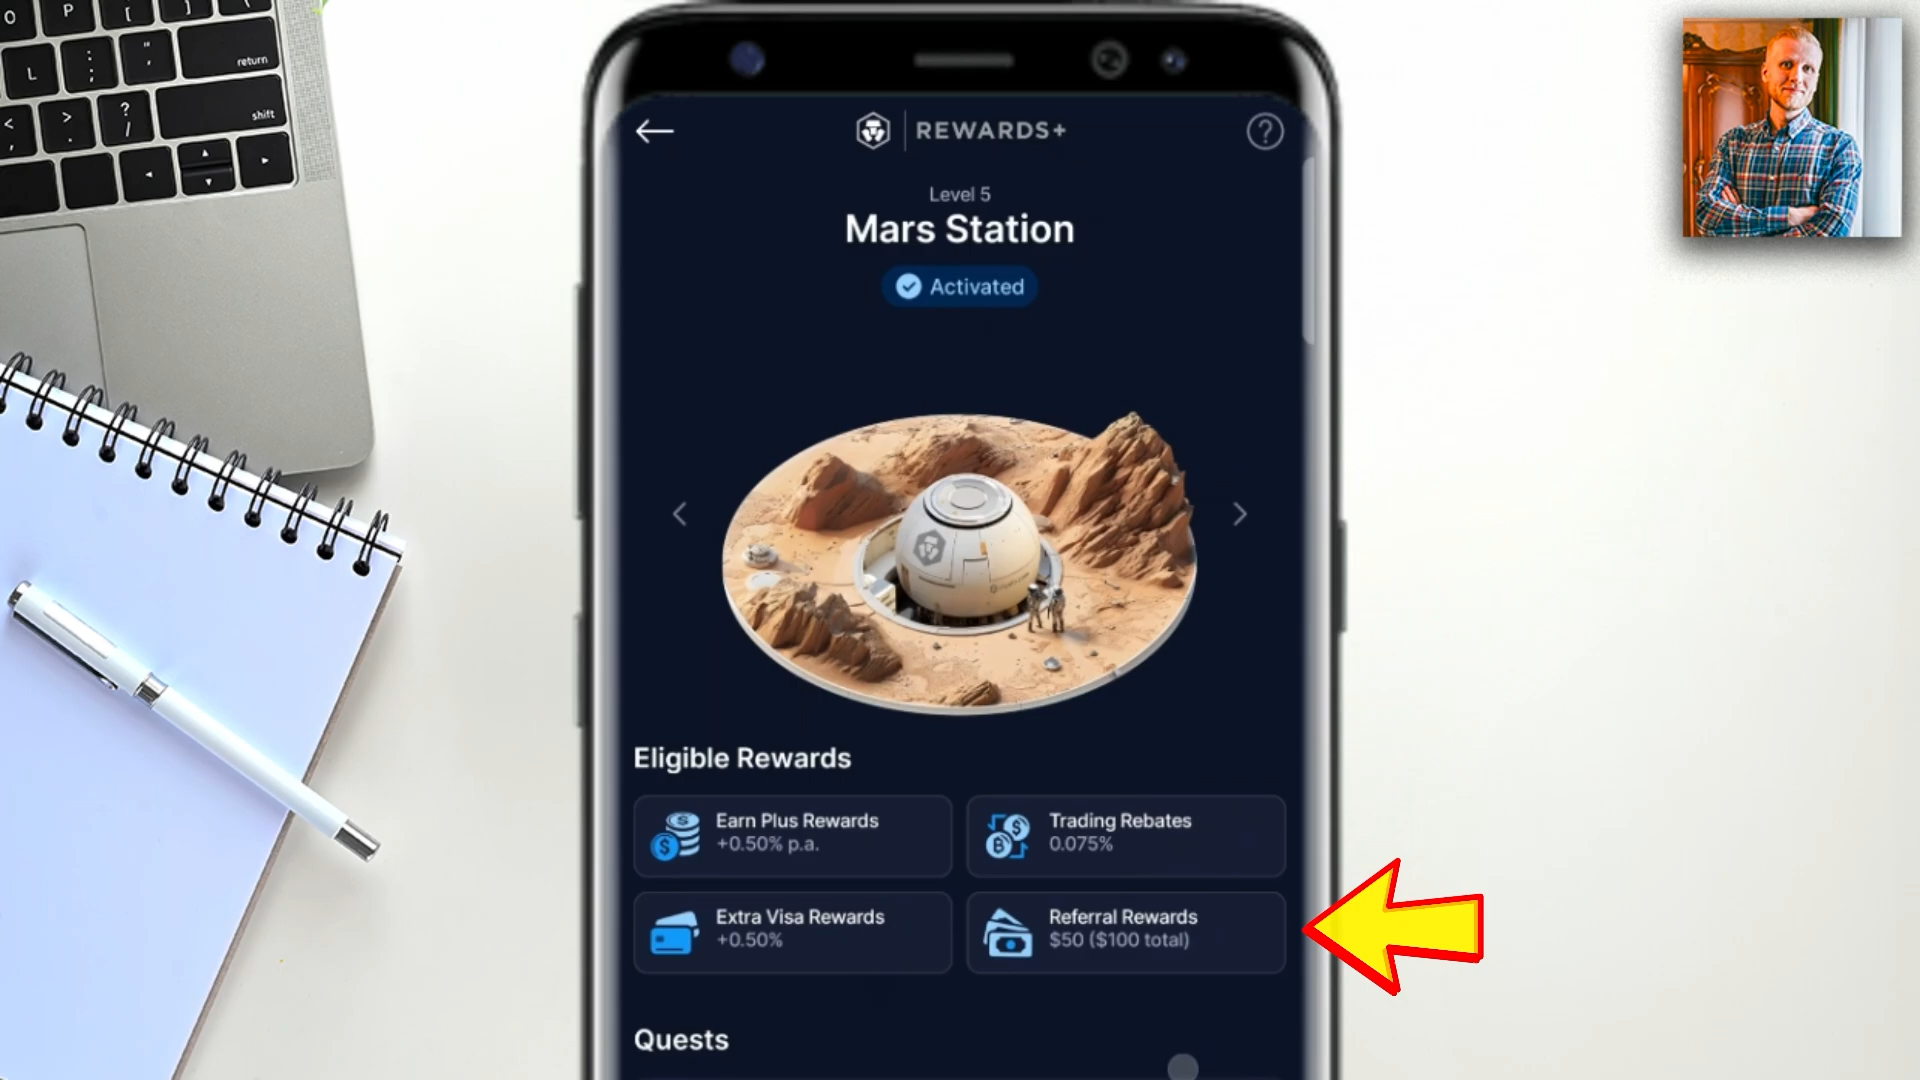 O
P
{
[
}
]
L
:
;
"
'
return
<
,
>
.
?
/
shift
REWARDS+
Level 5
Mars Station
Activated
Eligible Rewards
Earn Plus Rewards
+0.50% p.a.
Trading Rebates
0.075%
Extra Visa Rewards
+0.50%
Referral Rewards
$50 ($100 total)
Quests